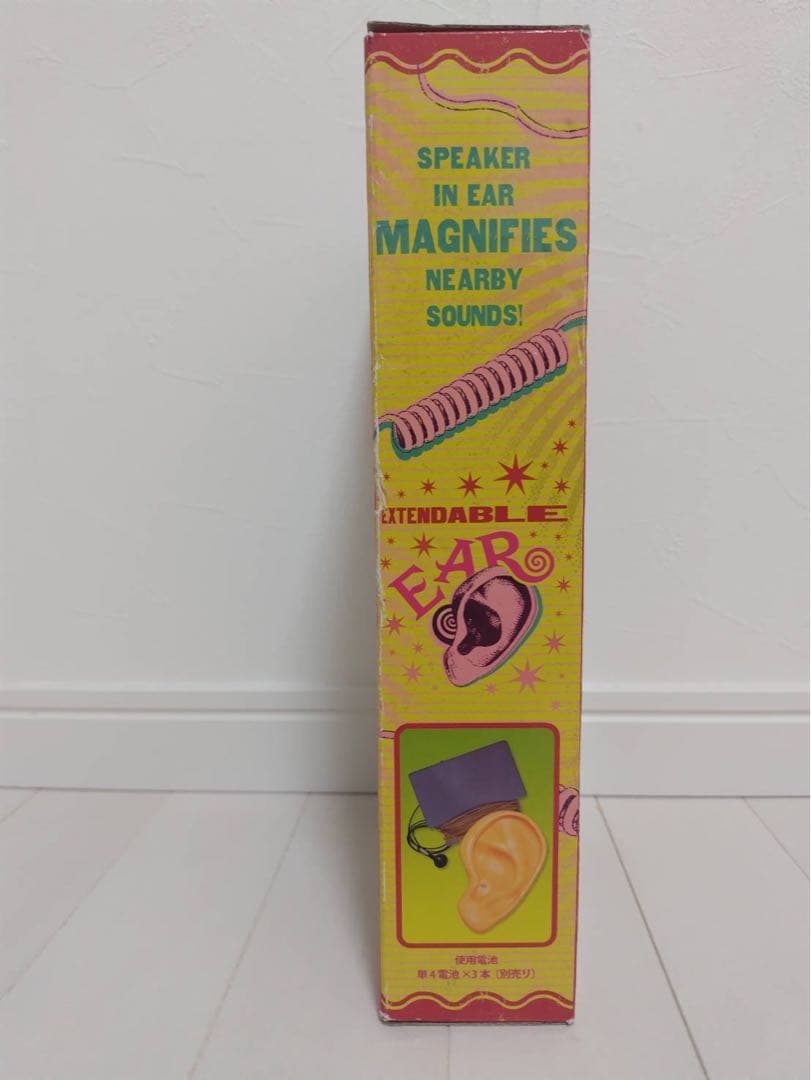 SPEAKER
IN EAR
MAGNIFIES
NEARBY
SOUNDS!
EXTENDABLE
EAR
使用電池
単4電池×3本(別売り)